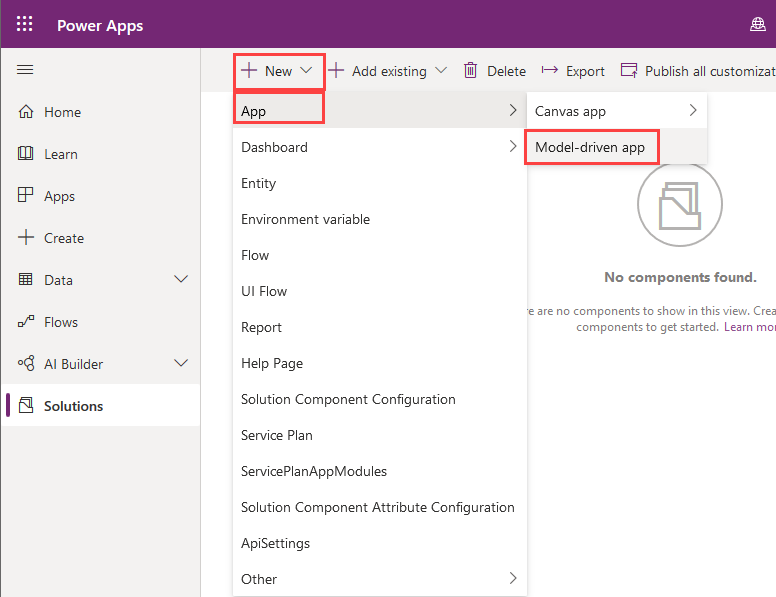 Power Apps
New
Add existing
Delete
Export
Publish all customizat
Home
Learn
Apps
Create
Data
Flows
AI Builder
Solutions
App
Dashboard
Entity
Environment variable
Flow
UI Flow
Report
Help Page
Solution Component Configuration
Service Plan
ServicePlanAppModules
Solution Component Attribute Configuration
ApiSettings
Other
Canvas app
Model-driven app
No components found.
re are no components to show in this view. Crea
components to get started. Learn mor